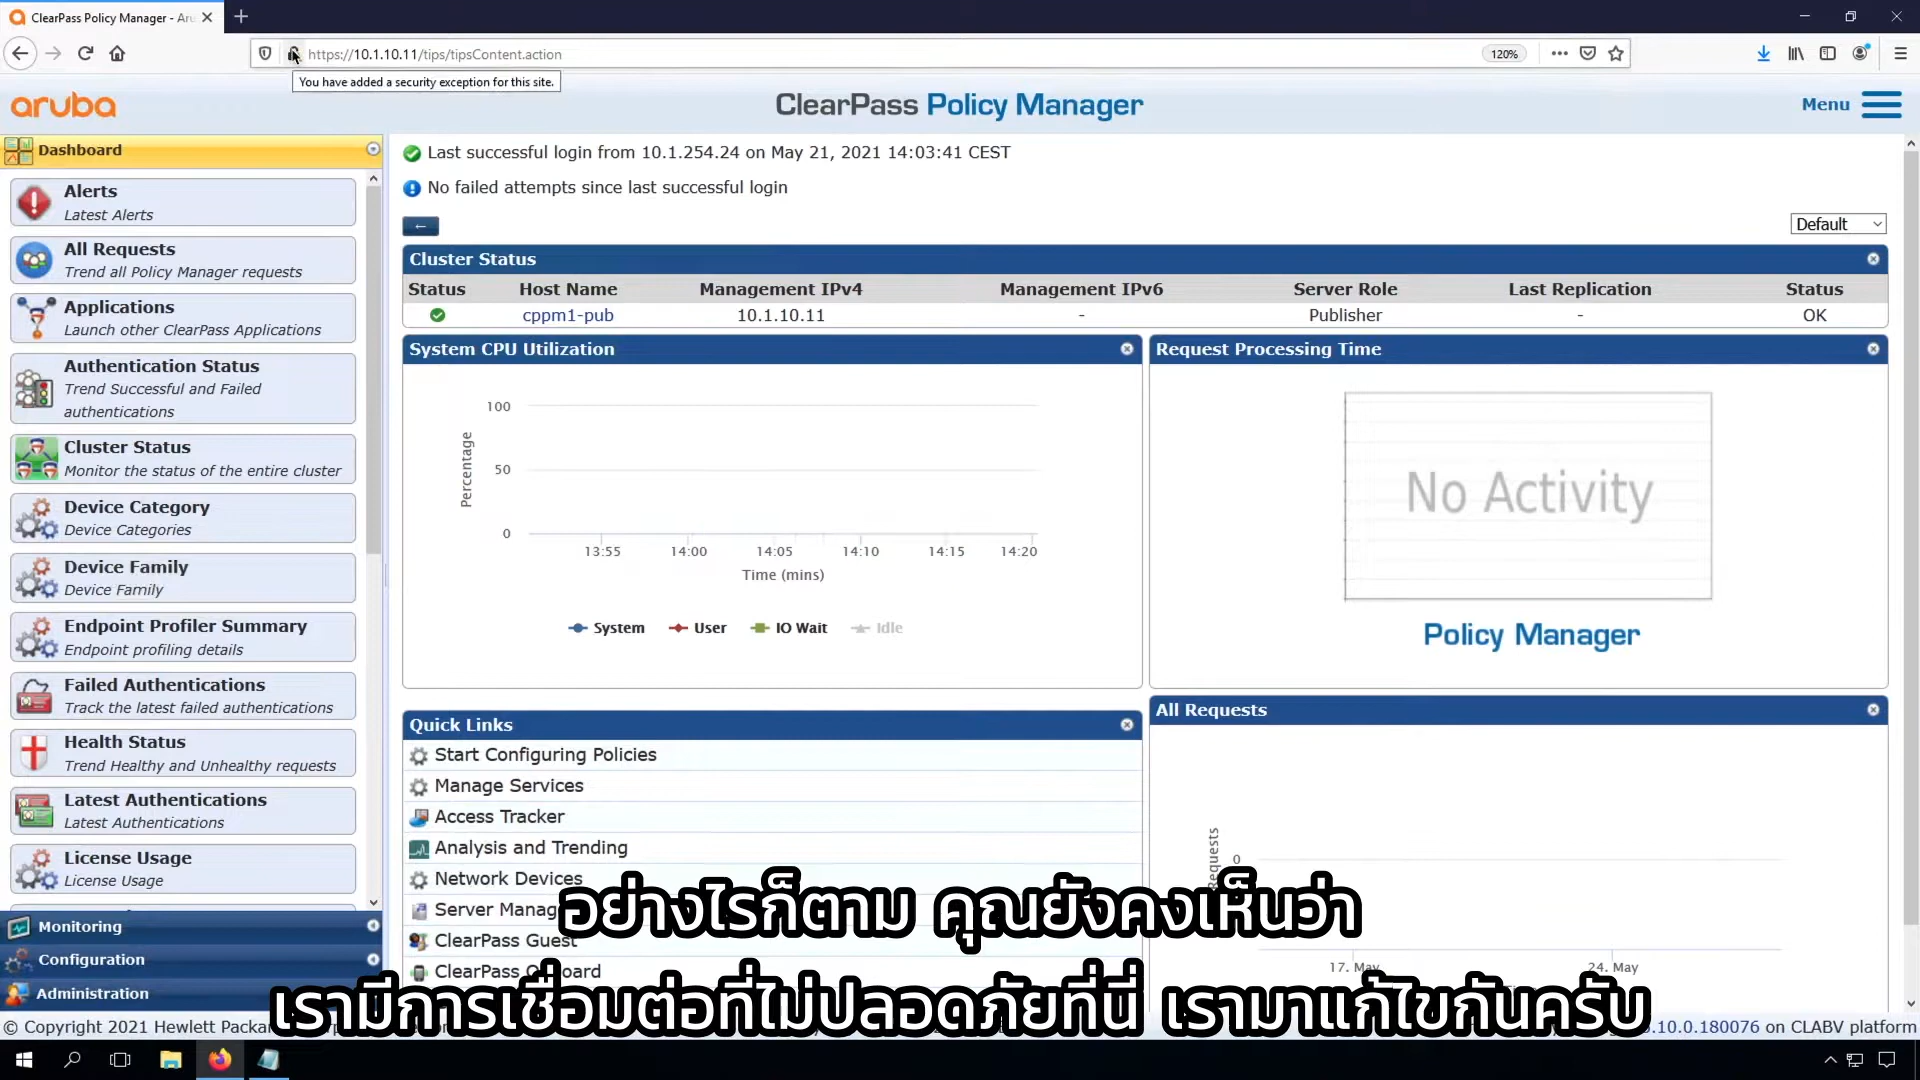 ClearPass Policy Manager - Aru
https://10.1.10.11/tips/tipsContent.action
120%
You have added a security exception for this site.
aruba
ClearPass Policy Manager
Menu
Dashboard
Alerts
Latest Alerts
All Requests
Trend all Policy Manager requests
Applications
Launch other ClearPass Applications
Authentication Status
Trend Successful and Failed
authentications
Cluster Status
Monitor the status of the entire cluster
Device Category
Device Categories
Device Family
Device Family
Endpoint Profiler Summary
Endpoint profiling details
Failed Authentications
Track the latest failed authentications
Health Status
Trend Healthy and Unhealthy requests
Latest Authentications
Latest Authentications
License Usage
License Usage
Monitoring
Configuration
Administration
Last successful login from 10.1.254.24 on May 21, 2021 14:03:41 CEST
No failed attempts since last successful login
Default
Cluster Status
Status Host Name Management IPv4 Management IPv6 Server Role Last Replication Status
cppm1-pub 10.1.10.11 - Publisher - OK
System CPU Utilization
100
50
0
Percentage
13:55 14:00 14:05 14:10 14:15 14:20
Time (mins)
System User IO Wait Idle
Request Processing Time
No Activity
Policy Manager
Quick Links
Start Configuring Policies
Manage Services
Access Tracker
Analysis and Trending
Network Devices
Server Manag
ClearPass Guest
ClearPass Onboard
All Requests
Requests
0
17. May 24. May
อย่างไรก็ตาม คุณยังคงเห็นว่า
เรามีการเชื่อมต่อที่ไม่ปลอดภัยที่นี่ เรามาแก้ไขกันครับ
© Copyright 2021 Hewlett Packar
.10.0.180076 on CLABV platform